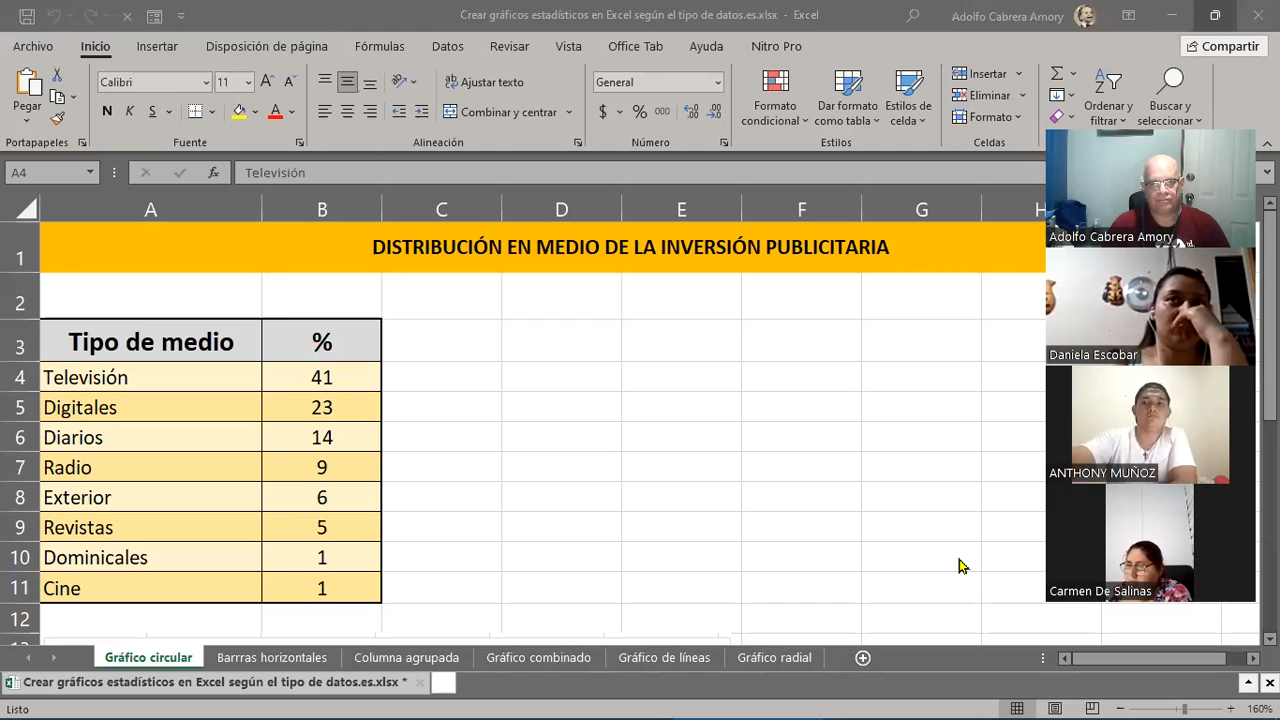 Crear gráficos estadísticos en Excel según el tipo de datos.es.xlsx - Excel
Adolfo Cabrera Amory
Archivo Inicio Insertar Disposición de página Fórmulas Datos Revisar Vista Office Tab Ayuda Nitro Pro
Compartir
Pegar
Calibri 11
N K S
Ajustar texto
Combinar y centrar
General
$ % 000
Formato condicional
Dar formato como tabla
Estilos de celda
Insertar
Eliminar
Formato
Ordenar y filtrar
Buscar y seleccionar
Portapapeles Fuente Alineación Número Estilos Celdas
A4 fx Televisión
A B C D E F G H
1 DISTRIBUCIÓN EN MEDIO DE LA INVERSIÓN PUBLICITARIA
2
3 Tipo de medio %
4 Televisión 41
5 Digitales 23
6 Diarios 14
7 Radio 9
8 Exterior 6
9 Revistas 5
10 Dominicales 1
11 Cine 1
12
13
Adolfo Cabrera Amory
Daniela Escobar
ANTHONY MUÑOZ
Carmen De Salinas
Gráfico circular Barrras horizontales Columna agrupada Gráfico combinado Gráfico de líneas Gráfico radial
Crear gráficos estadísticos en Excel según el tipo de datos.es.xlsx *
Listo 160%